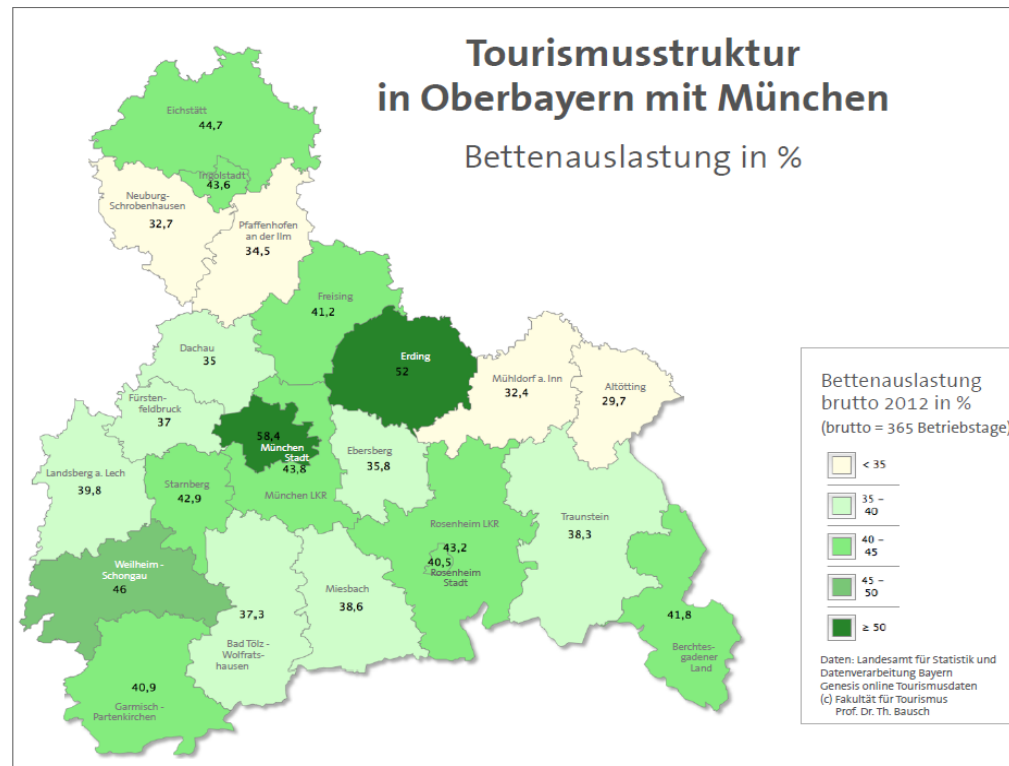 Tourismusstruktur
in Oberbayern mit München
Bettenauslastung in %
Eichstätt
44,7
Ingolstadt
43,6
Neuburg-
Schrobenhausen
32,7
Pfaffenhofen
an der Ilm
34,5
Freising
41,2
Dachau
35
Erding
52
Mühldorf a. Inn
32,4
Altötting
29,7
Fürsten-
feldbruck
37
58,4
München
Stadt
43,8
München LKR
Ebersberg
35,8
Landsberg a. Lech
39,8
Starnberg
42,9
Rosenheim LKR
43,2
40,5
Rosenheim
Stadt
Traunstein
38,3
Weilheim -
Schongau
46
37,3
Bad Tölz -
Wolfrats-
hausen
Miesbach
38,6
41,8
Berchtes-
gadener
Land
40,9
Garmisch -
Partenkirchen
Bettenauslastung
brutto 2012 in %
(brutto = 365 Betriebstage)
< 35
35 –
40
40 –
45
45 –
50
≥ 50
Daten: Landesamt für Statistik und
Datenverarbeitung Bayern
Genesis online Tourismusdaten
(c) Fakultät für Tourismus
Prof. Dr. Th. Bausch